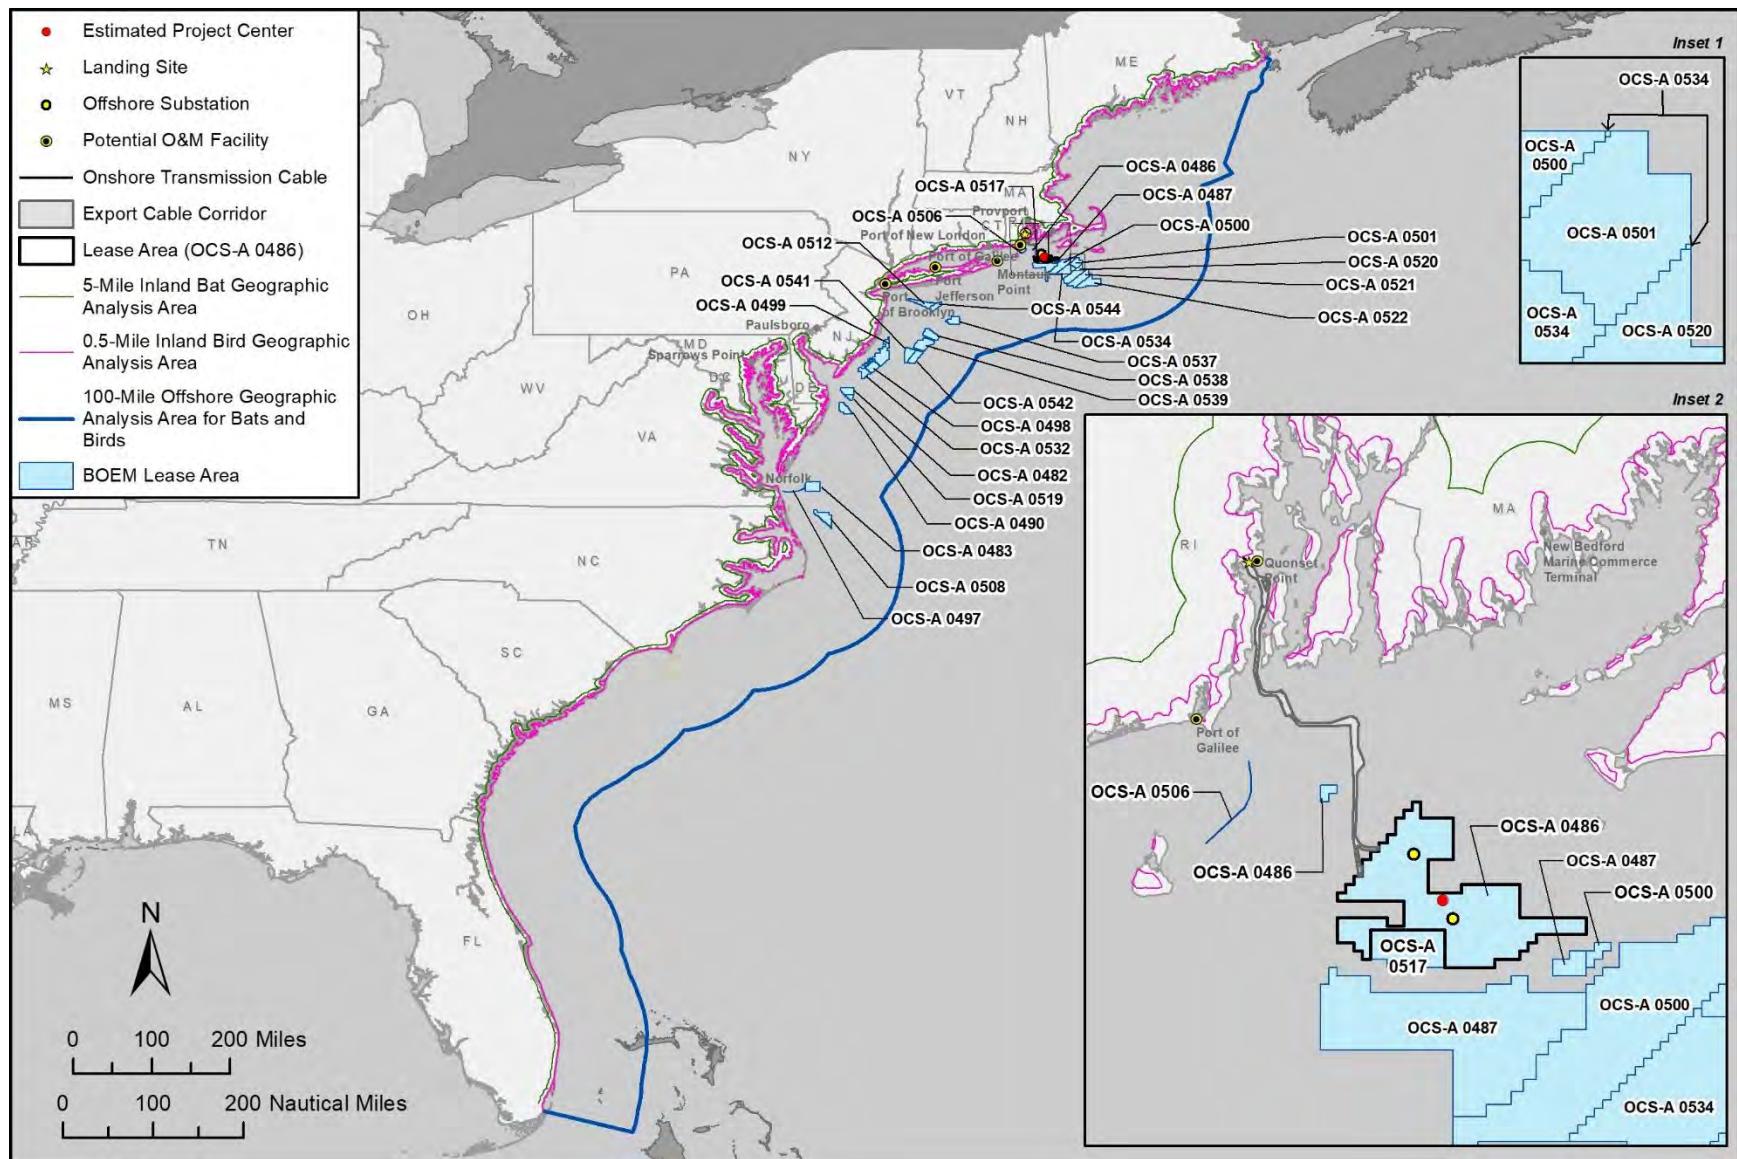 Estimated Project Center
Landing Site
Offshore Substation
Potential O&M Facility
Onshore Transmission Cable
Export Cable Corridor
Lease Area (OCS-A 0486)
5-Mile Inland Bat Geographic
Analysis Area
0.5-Mile Inland Bird Geographic
Analysis Area
100-Mile Offshore Geographic
Analysis Area for Bats and
Birds
BOEM Lease Area
ME
VT
NH
NY
MA
CT
PA
NJ
OH
MD
DC
DE
WV
VA
TN
NC
SC
MS
AL
GA
FL
AR
LA
OCS-A 0486
OCS-A 0517
OCS-A 0487
Provport
OCS-A 0506
OCS-A 0500
Port of New London
OCS-A 0512
OCS-A 0501
Port of Galilee
OCS-A 0520
OCS-A 0541
Montauk
Point
OCS-A 0521
Port
Jefferson
OCS-A 0499
Port
of Brooklyn
OCS-A 0544
OCS-A 0522
Paulsboro
OCS-A 0534
Sparrows Point
OCS-A 0537
OCS-A 0538
OCS-A 0539
OCS-A 0542
OCS-A 0498
OCS-A 0532
OCS-A 0482
Norfolk
OCS-A 0519
OCS-A 0490
OCS-A 0483
OCS-A 0508
OCS-A 0497
N
0 100 200 Miles
0 100 200 Nautical Miles
Inset 1
OCS-A 0534
OCS-A
0500
OCS-A 0501
OCS-A
0534
OCS-A 0520
Inset 2
MA
RI
New Bedford
Marine Commerce
Terminal
Quonset
Point
Port of
Galilee
OCS-A 0506
OCS-A 0486
OCS-A 0486
OCS-A 0487
OCS-A 0500
OCS-A
0517
OCS-A 0500
OCS-A 0487
OCS-A 0534